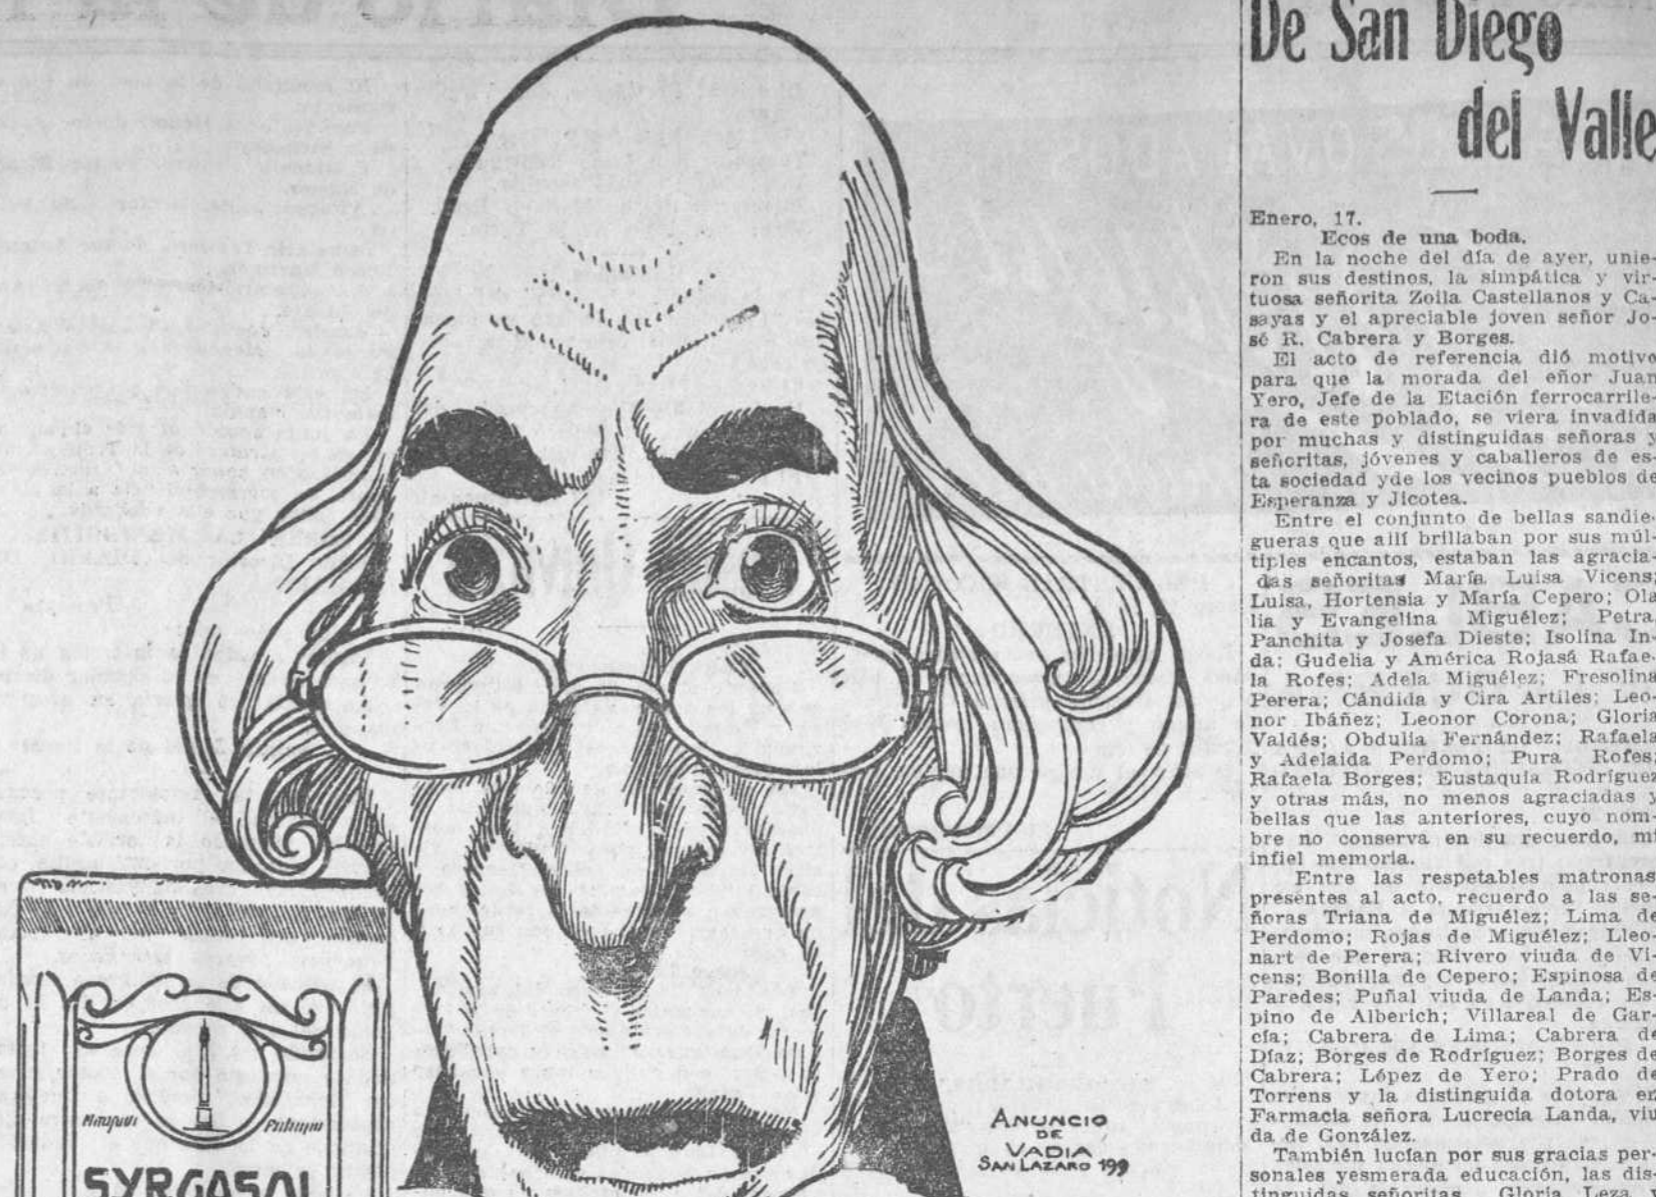 De San Diego
del Valle
Enero, 17.
Ecos de una boda.
En la noche del día de ayer, unie-
ron sus destinos, la simpática y vir-
tuosa señorita Zoila Castellanos y Ca-
sayas y el apreciable joven señor Jo-
sé R. Cabrera y Borges.
El acto de referencia dió motivo
para que la morada del eñor Juan
Yero, Jefe de la Etación ferrocarrile-
ra de este poblado, se viera invadida
por muchas y distinguidas señoras y
señoritas, jóvenes y caballeros de es-
ta sociedad yde los vecinos pueblos de
Esperanza y Jicotea.
Entre el conjunto de bellas sandie-
gueras que allí brillaban por sus múl-
tiples encantos, estaban las agracia-
das señoritas María Luisa Vicens;
Luisa, Hortensia y María Cepero; Ola
lia y Evangelina Miguélez; Petra,
Panchita y Josefa Dieste; Isolina In-
da; Gudelia y América Rojasá Rafae-
la Rofes; Adela Miguélez; Fresolina
Perera; Cándida y Cira Artiles; Leo-
nor Ibáñez; Leonor Corona; Gloria
Valdés; Obdulia Fernández; Rafaela
y Adelaida Perdomo; Pura Rofes;
Rafaela Borges; Eustaquia Rodríguez
y otras más, no menos agraciadas y
bellas que las anteriores, cuyo nom-
bre no conserva en su recuerdo, mi
infiel memoria.
Entre las respetables matronas
presentes al acto, recuerdo a las se-
ñoras Triana de Miguélez; Lima de
Perdomo; Rojas de Miguélez; Lleo-
nart de Perera; Rivero viuda de Vi-
cens; Bonilla de Cepero; Espinosa de
Paredes; Puñal viuda de Landa; Es-
pino de Alberich; Villareal de Gar-
cía; Cabrera de Lima; Cabrera de
Díaz; Borges de Rodríguez; Borges de
Cabrera; López de Yero; Prado de
Torrens y la distinguida dotora en
Farmacia señora Lucrecia Landa, viu
da de González.
También lucían por sus gracias per-
sonales yesmerada educación, las dis-
tinguidas señoritas Gloria Leza y
ANUNCIO
DE
VADIA
SAN LAZARO 199
SYRGASOL